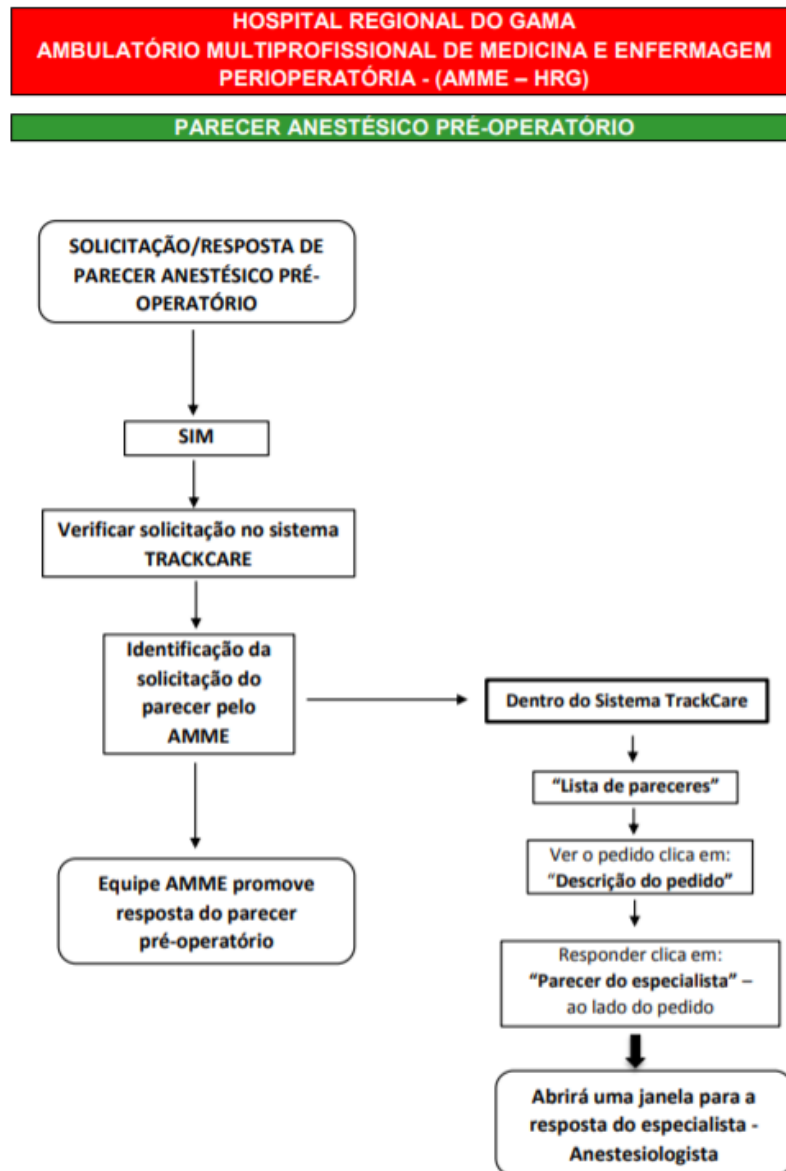 HOSPITAL REGIONAL DO GAMA
AMBULATÓRIO MULTIPROFISSIONAL DE MEDICINA E ENFERMAGEM
PERIOPERATÓRIA - (AMME – HRG)
PARECER ANESTÉSICO PRÉ-OPERATÓRIO
SOLICITAÇÃO/RESPOSTA DE
PARECER ANESTÉSICO PRÉ-
OPERATÓRIO
SIM
Verificar solicitação no sistema
TRACKCARE
Identificação da
solicitação do
parecer pelo
AMME
Equipe AMME promove
resposta do parecer
pré-operatório
Dentro do Sistema TrackCare
“Lista de pareceres”
Ver o pedido clica em:
“Descrição do pedido”
Responder clica em:
“Parecer do especialista” –
ao lado do pedido
Abrirá uma janela para a
resposta do especialista -
Anestesiologista